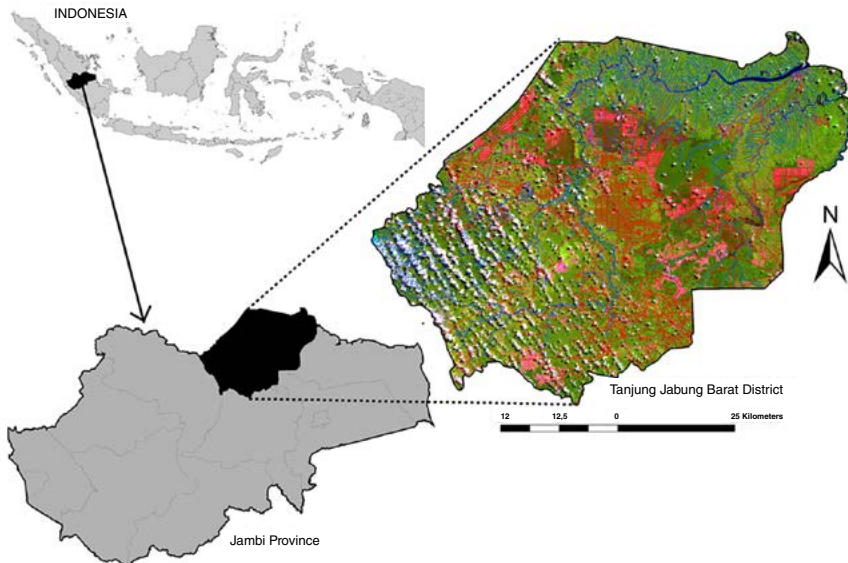 INDONESIA
N
Tanjung Jabung Barat District
12 12,5 0 25 Kilometers
Jambi Province